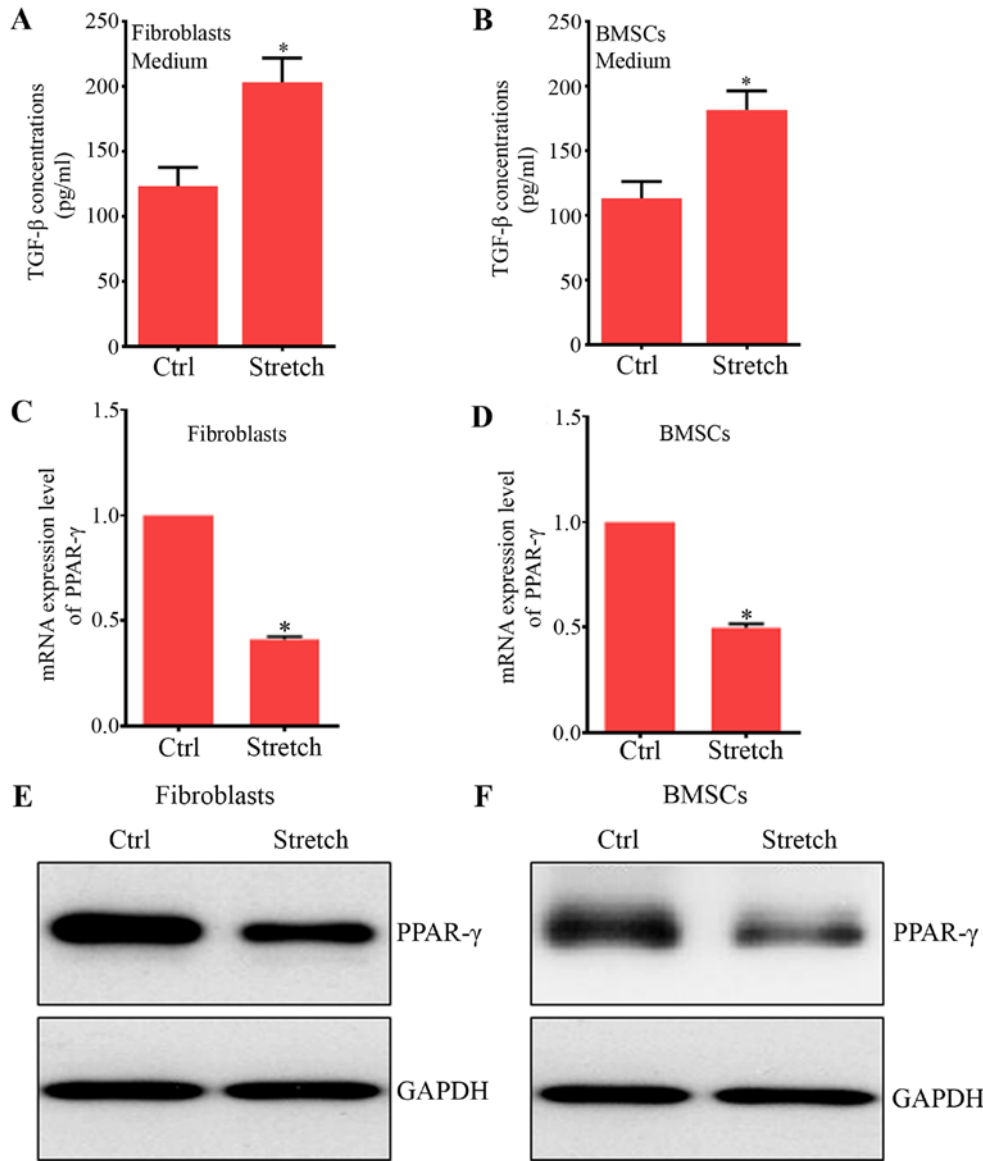 A
Fibroblasts
Medium
TGF-β concentrations
(pg/ml)
250
200
150
100
50
0
*
Ctrl
Stretch
B
BMSCs
Medium
TGF-β concentrations
(pg/ml)
250
200
150
100
50
0
*
Ctrl
Stretch
C
Fibroblasts
mRNA expression level
of PPAR-γ
1.5
1.0
0.5
0.0
*
Ctrl
Stretch
D
BMSCs
mRNA expression level
of PPAR-γ
1.5
1.0
0.5
0.0
*
Ctrl
Stretch
E
Fibroblasts
Ctrl Stretch
PPAR-γ
GAPDH
F
BMSCs
Ctrl Stretch
PPAR-γ
GAPDH